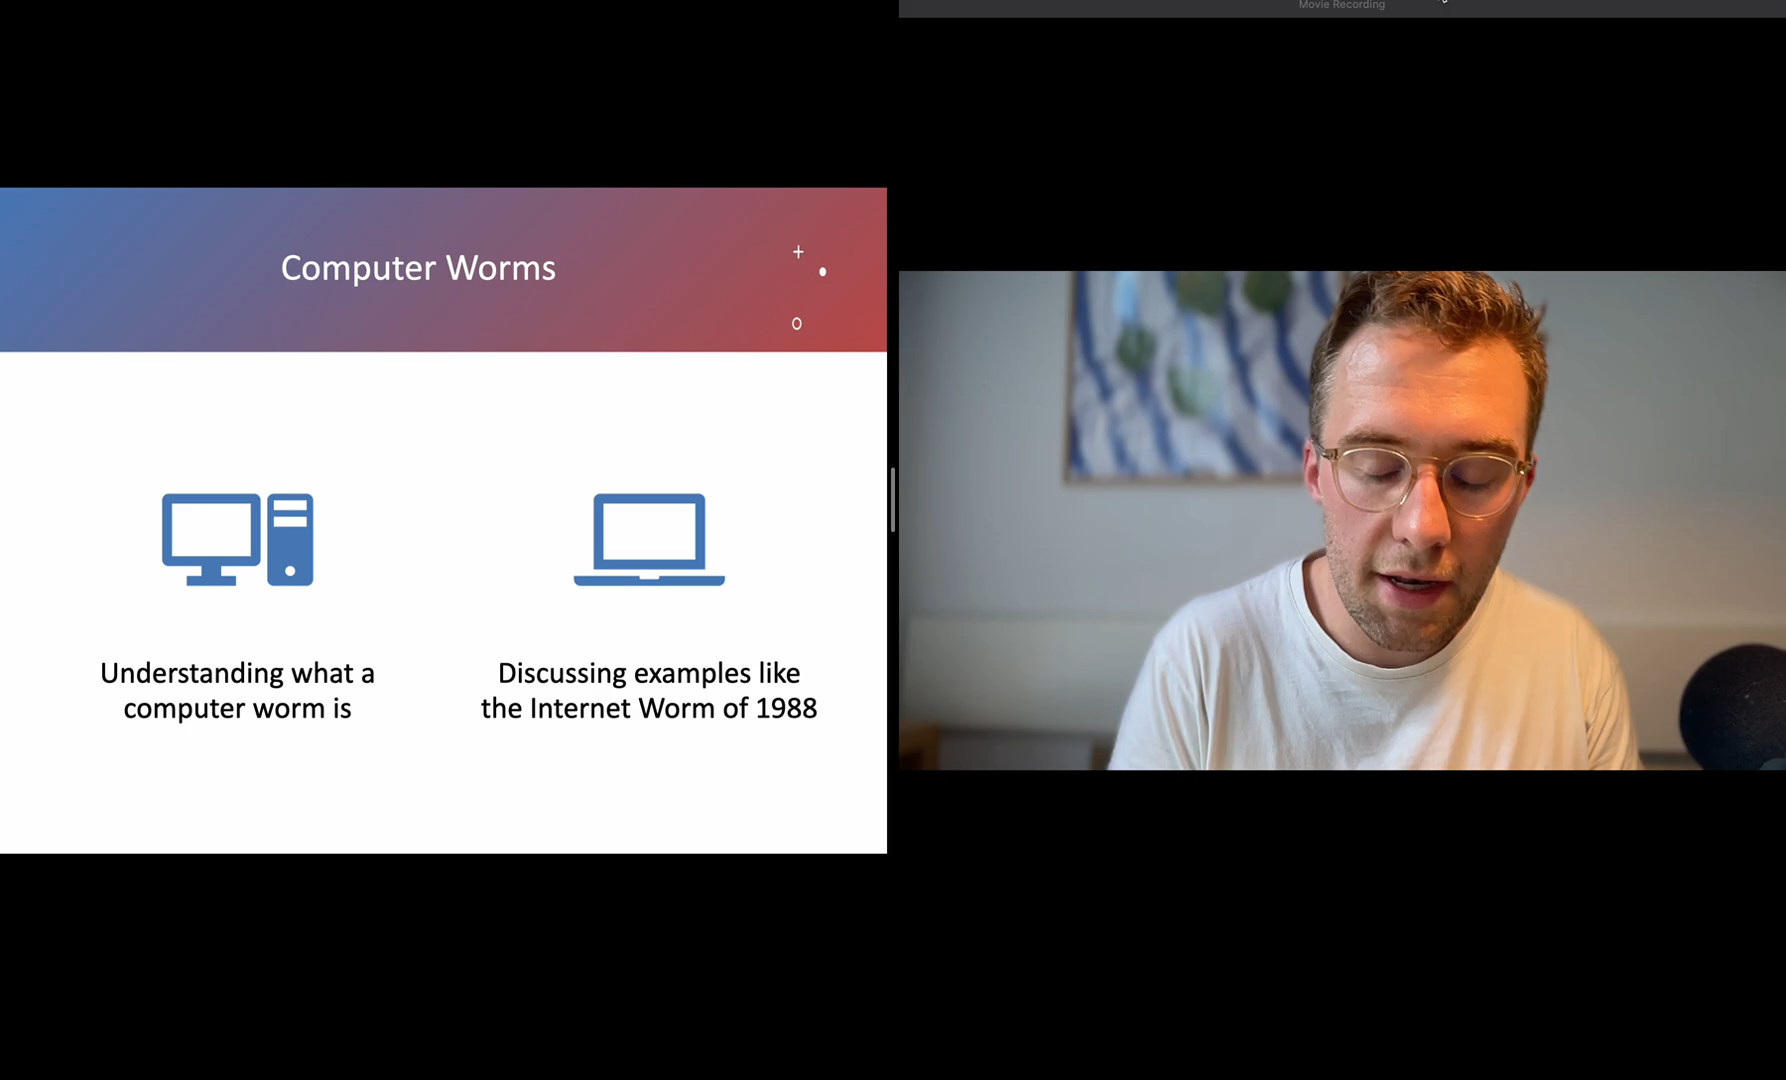 Movie Recording
Computer Worms
Understanding what a
computer worm is
Discussing examples like
the Internet Worm of 1988